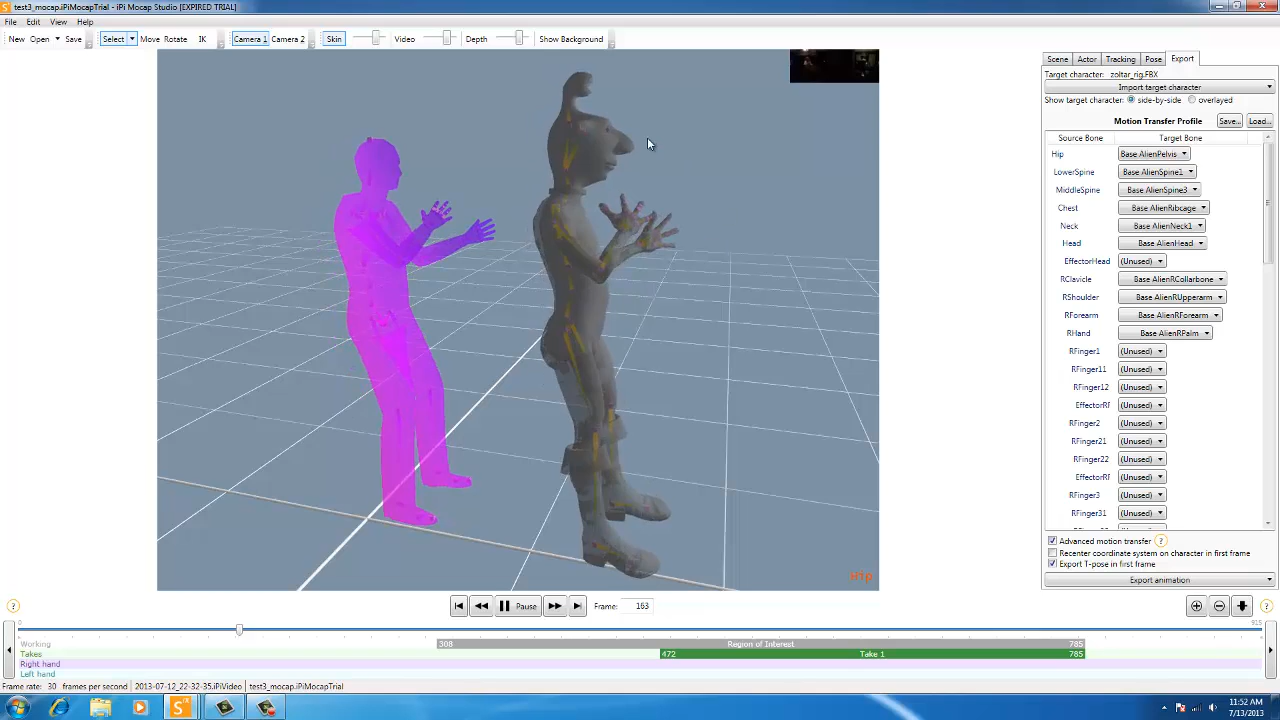 test3_mocap.iPiMocapTrial - iPi Mocap Studio [EXPIRED TRIAL]
File Edit View Help
New Open Save Select Move Rotate IK Camera 1 Camera 2 Skin Video Depth Show Background
Scene Actor Tracking Pose Export
Target character: zoltar_rig.FBX
Import target character
Show target character: side-by-side overlayed
Motion Transfer Profile Save... Load...
Source Bone Target Bone
Hip Base AlienPelvis
LowerSpine Base AlienSpine1
MiddleSpine Base AlienSpine3
Chest Base AlienRibcage
Neck Base AlienNeck1
Head Base AlienHead
EffectorHead (Unused)
RClavicle Base AlienRCollarbone
RShoulder Base AlienRUpperarm
RForearm Base AlienRForearm
RHand Base AlienRPalm
RFinger1 (Unused)
RFinger11 (Unused)
RFinger12 (Unused)
EffectorRF (Unused)
RFinger2 (Unused)
RFinger21 (Unused)
RFinger22 (Unused)
EffectorRF (Unused)
RFinger3 (Unused)
RFinger31 (Unused)
Advanced motion transfer ?
Recenter coordinate system on character in first frame
Export T-pose in first frame
Export animation
Hip
? Pause Frame: 163 ?
0 915
Working 308 Region of Interest 785
Takes 472 Take 1 785
Right hand
Left hand
Frame rate: 30 frames per second 2013-07-12_22-32-35.iPiVideo test3_mocap.iPiMocapTrial
11:52 AM
7/13/2013